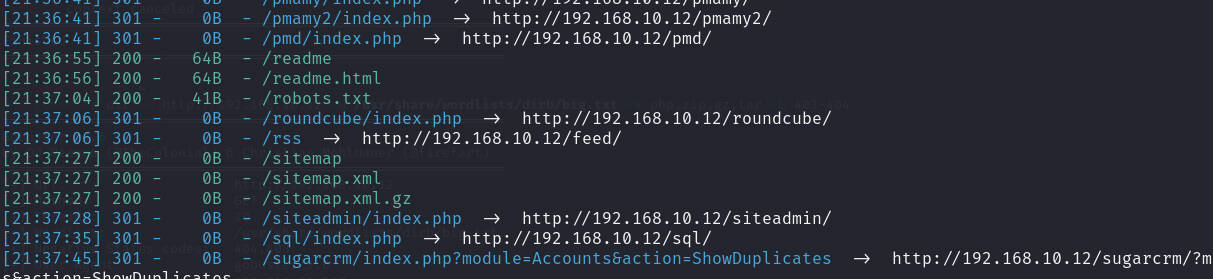 [21:36:41] 301 -    0B  - /pmamy/index.php  ->  http://192.168.10.12/pmamy/
[21:36:41] 301 -    0B  - /pmamy2/index.php  ->  http://192.168.10.12/pmamy2/
[21:36:41] 301 -    0B  - /pmd/index.php  ->  http://192.168.10.12/pmd/
[21:36:55] 200 -   64B  - /readme
[21:36:56] 200 -   64B  - /readme.html
[21:37:04] 200 -   41B  - /robots.txt
[21:37:06] 301 -    0B  - /roundcube/index.php  ->  http://192.168.10.12/roundcube/
[21:37:06] 301 -    0B  - /rss  ->  http://192.168.10.12/feed/
[21:37:27] 200 -    0B  - /sitemap
[21:37:27] 200 -    0B  - /sitemap.xml
[21:37:27] 200 -    0B  - /sitemap.xml.gz
[21:37:28] 301 -    0B  - /siteadmin/index.php  ->  http://192.168.10.12/siteadmin/
[21:37:35] 301 -    0B  - /sql/index.php  ->  http://192.168.10.12/sql/
[21:37:45] 301 -    0B  - /sugarcrm/index.php?module=Accounts&action=ShowDuplicates  ->  http://192.168.10.12/sugarcrm/?m
s&action=ShowDuplicates